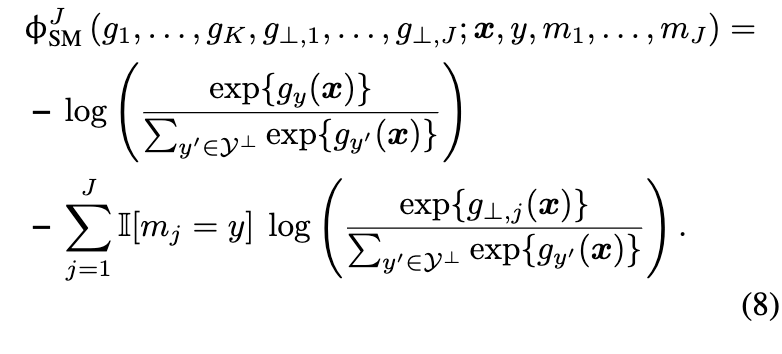 ϕ^J_SM (g_1, …, g_K, g_⊥,1, …, g_⊥,J; x, y, m_1, …, m_J) =
− log ( exp{g_y(x)} / ∑_{y′∈𝒴^⊥} exp{g_{y′}(x)} )
− ∑_{j=1}^{J} 𝕀[m_j = y] log ( exp{g_⊥,j(x)} / ∑_{y′∈𝒴^⊥} exp{g_{y′}(x)} ) .
(8)